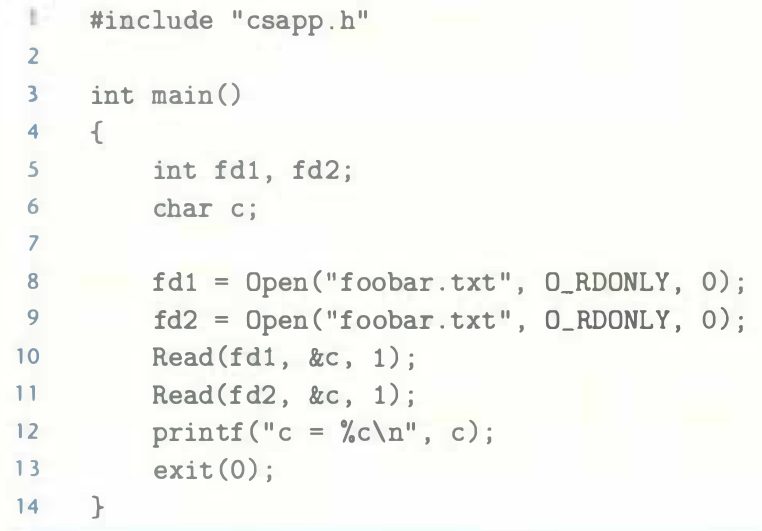 1 #include "csapp.h"
2
3 int main()
4 {
5 int fd1, fd2;
6 char c;
7
8 fd1 = Open("foobar.txt", O_RDONLY, 0);
9 fd2 = Open("foobar.txt", O_RDONLY, 0);
10 Read(fd1, &c, 1);
11 Read(fd2, &c, 1);
12 printf("c = %c\n", c);
13 exit(0);
14 }